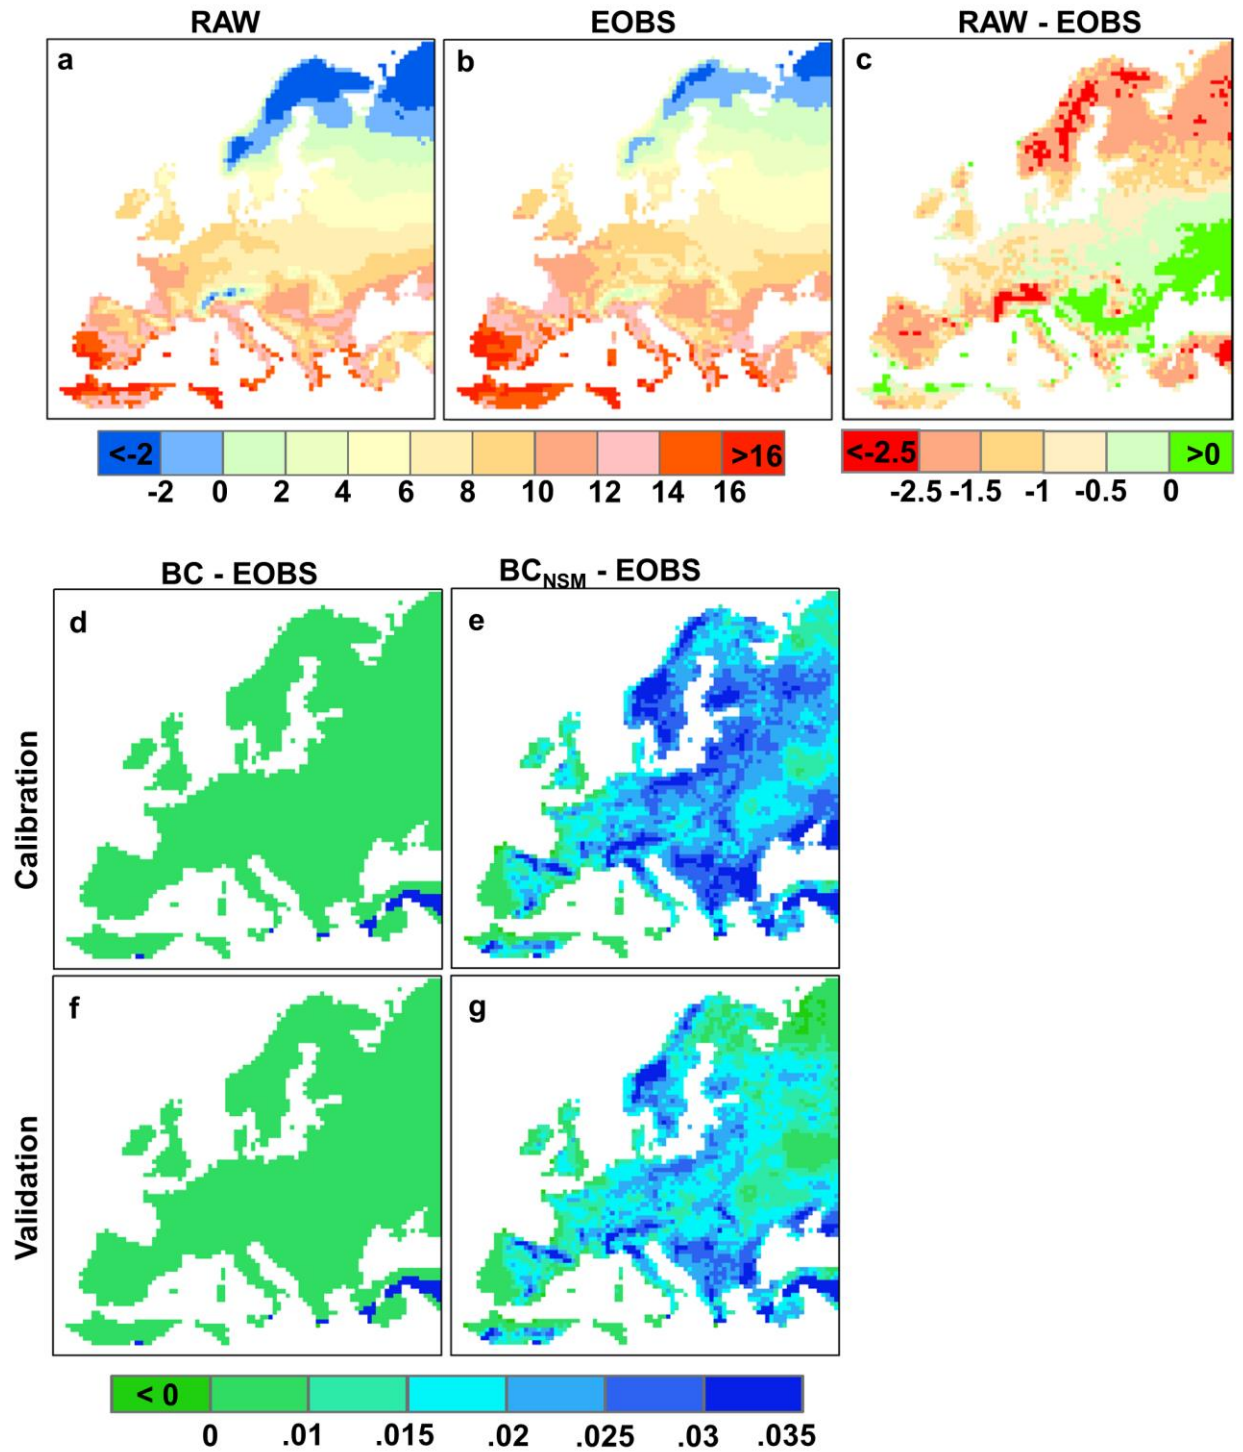 RAW EOBS RAW - EOBS
a b c
<-2 >16 <-2.5 >0
-2 0 2 4 6 8 10 12 14 16 -2.5 -1.5 -1 -0.5 0
BC - EOBS BCNSM - EOBS
d e
Calibration
f g
Validation
< 0
0 .01 .015 .02 .025 .03 .035